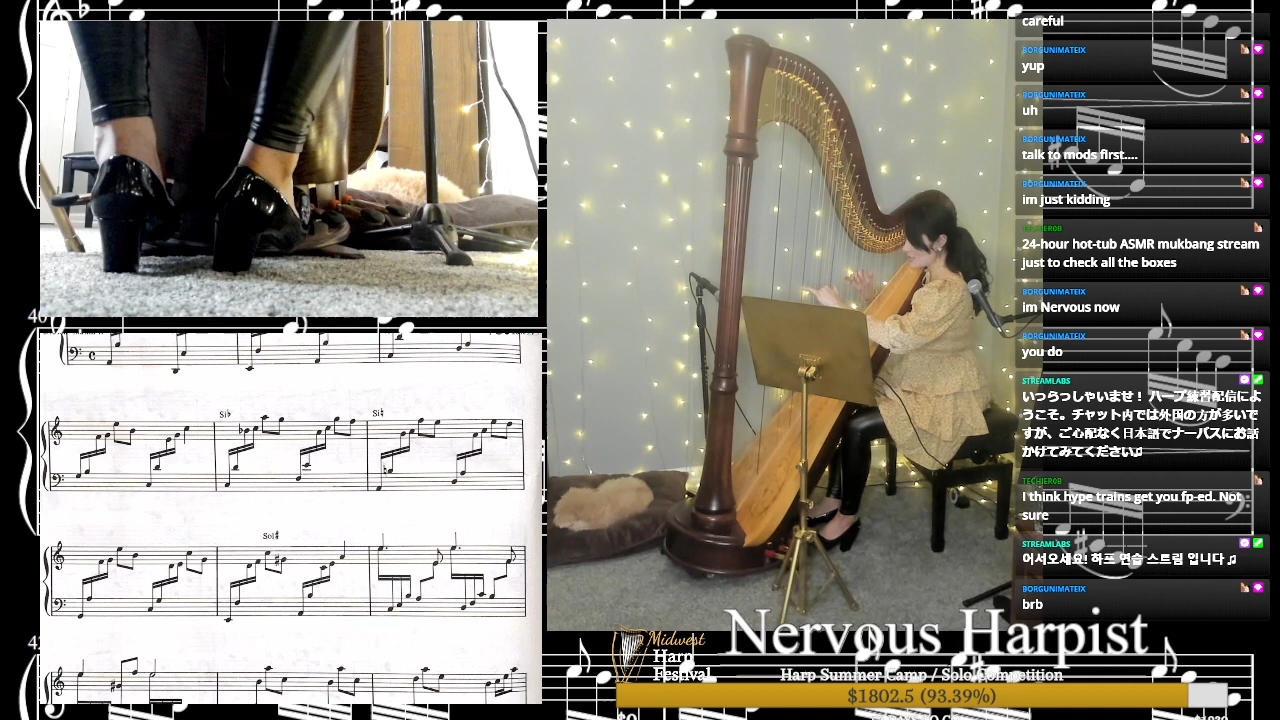 careful
BORGUNIMATEIX
yup
BORGUNIMATEIX
uh
BORGUNIMATEIX
talk to mods first....
BORGUNIMATEIX
im just kidding
TECHIEROB
24-hour hot-tub ASMR mukbang stream
just to check all the boxes
BORGUNIMATEIX
im Nervous now
BORGUNIMATEIX
you do
STREAMLABS
いっらっしゃいませ！ ハープ練習配信によ
うこそ。チャット内では外国の方が多いで
すが、ご心配なく日本語でナーバスにお話
かけてみてください♫
TECHIEROB
I think hype trains get you fp-ed. Not
sure
STREAMLABS
어서오세요! 하프 연습 스트림 입니다 ♫
BORGUNIMATEIX
brb
Si♭
Si♮
Sol♯
Nervous Harpist
Midwest
Harp
Festival
Harp Summer Camp / Solo Competition
$1802.5 (93.39%)